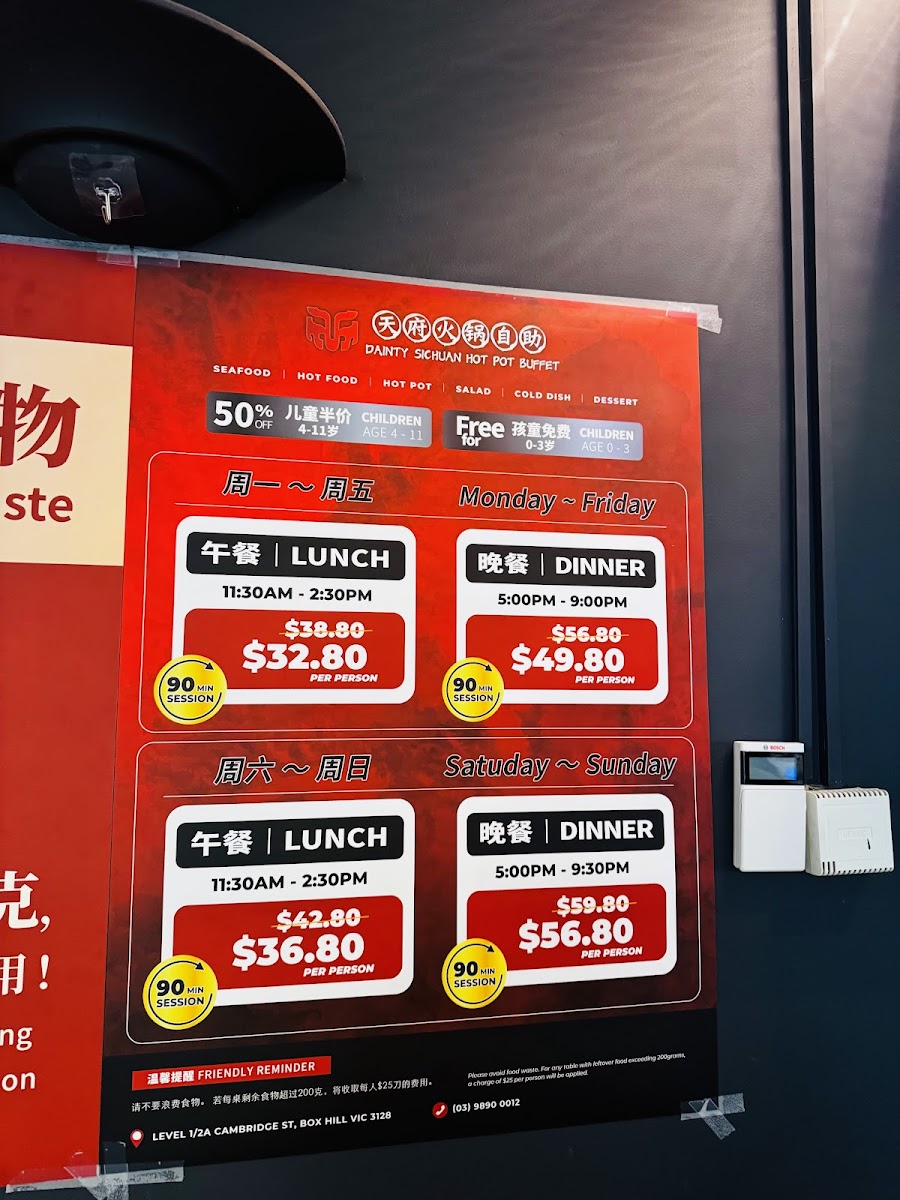 物
ste
克,
用！
ng
on
天府火锅自助
DAINTY SICHUAN HOT POT BUFFET
SEAFOOD | HOT FOOD | HOT POT | SALAD | COLD DISH | DESSERT
50% OFF 儿童半价 4-11岁 CHILDREN AGE 4 - 11
Free for 孩童免费 0-3岁 CHILDREN AGE 0 - 3
周一 ~ 周五 Monday ~ Friday
午餐 | LUNCH
11:30AM - 2:30PM
$38.80
$32.80
PER PERSON
90 MIN SESSION
晚餐 | DINNER
5:00PM - 9:00PM
$56.80
$49.80
PER PERSON
90 MIN SESSION
周六 ~ 周日 Satuday ~ Sunday
午餐 | LUNCH
11:30AM - 2:30PM
$42.80
$36.80
PER PERSON
90 MIN SESSION
晚餐 | DINNER
5:00PM - 9:30PM
$59.80
$56.80
PER PERSON
90 MIN SESSION
温馨提醒 FRIENDLY REMINDER
请不要浪费食物。 若每桌剩余食物超过200克，将收取每人$25刀的费用。
Please avoid food waste. For any table with leftover food exceeding 200grams,
a charge of $25 per person will be applied.
LEVEL 1/2A CAMBRIDGE ST, BOX HILL VIC 3128
(03) 9890 0012
BOSCH